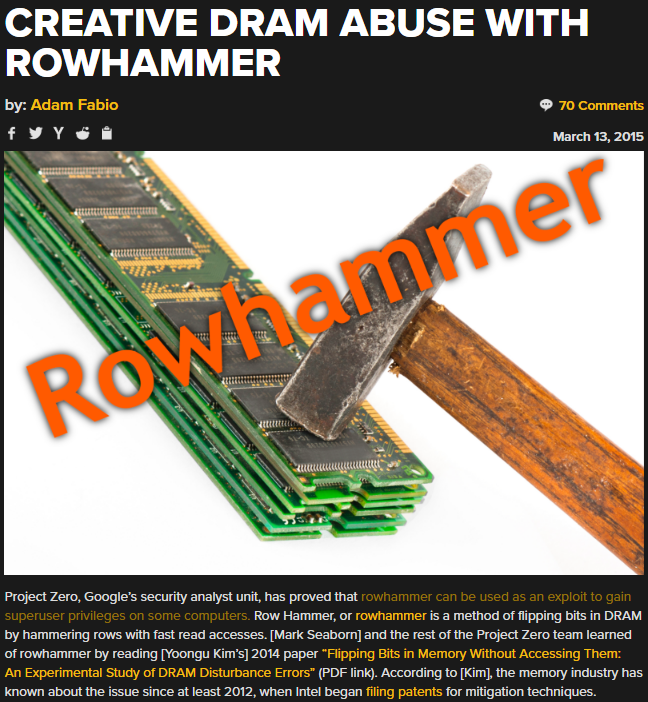 CREATIVE DRAM ABUSE WITH
ROWHAMMER
by: Adam Fabio
70 Comments
March 13, 2015
Rowhammer
Project Zero, Google's security analyst unit, has proved that rowhammer can be used as an exploit to gain
superuser privileges on some computers. Row Hammer, or rowhammer is a method of flipping bits in DRAM
by hammering rows with fast read accesses. [Mark Seaborn] and the rest of the Project Zero team learned
of rowhammer by reading [Yoongu Kim's] 2014 paper "Flipping Bits in Memory Without Accessing Them:
An Experimental Study of DRAM Disturbance Errors" (PDF link). According to [Kim], the memory industry has
known about the issue since at least 2012, when Intel began filing patents for mitigation techniques.